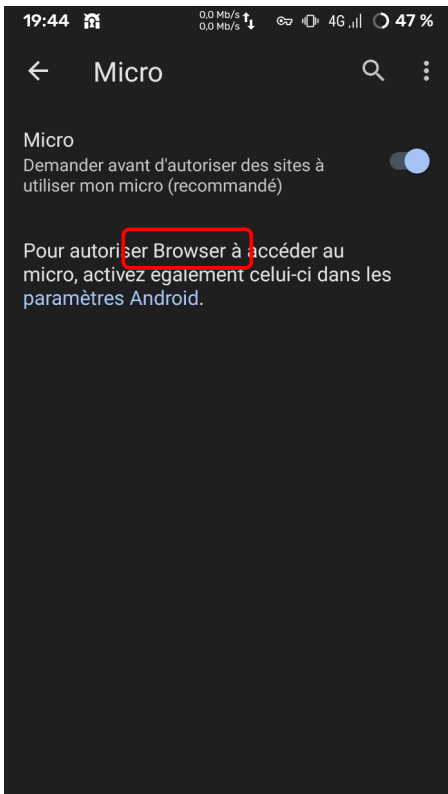 19:44 0,0 Mb/s 0,0 Mb/s 4G 47 %
Micro
Micro
Demander avant d'autoriser des sites à
utiliser mon micro (recommandé)
Pour autoriser Browser à accéder au
micro, activez également celui-ci dans les
paramètres Android.